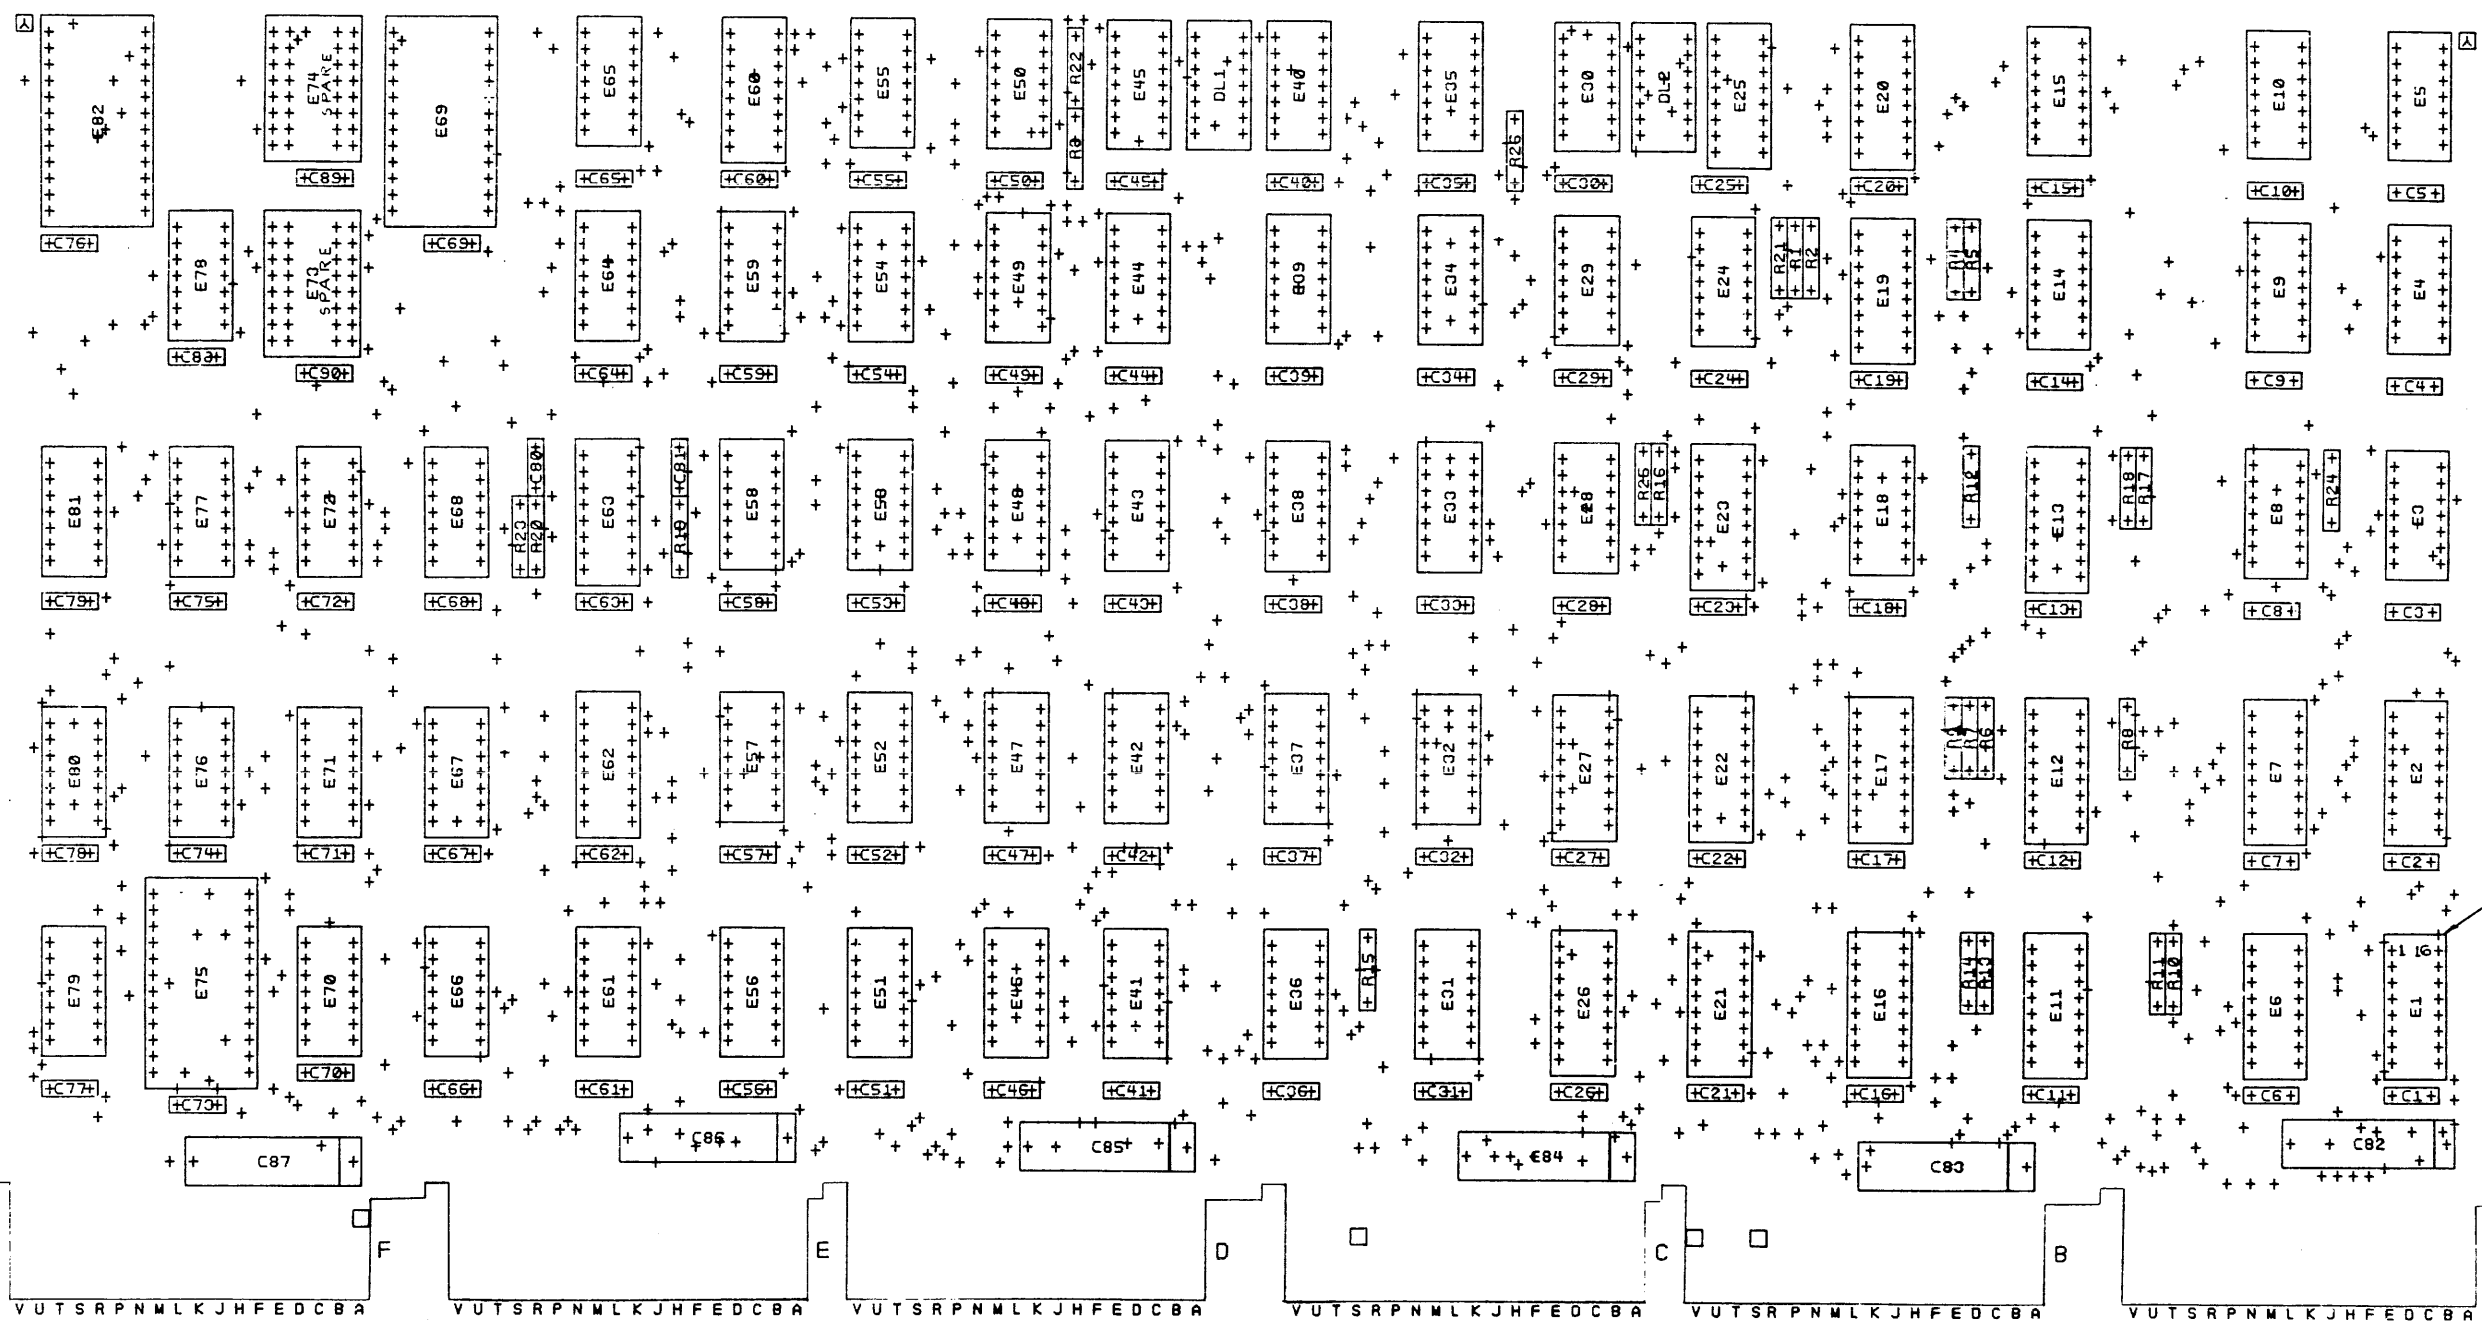 E82 E74 SPARE E69 E65 E60 E55 E50 R22 E45 DL1 E40 E35 E30 DL2 E25 E20 E15 E10 E5
R3 R26
C89 C65 C60 C55 C50 C45 C40 C35 C30 C25 C20 C15 C10 C5
C76 C69
E78 E73 SPARE E64 E59 E54 E49 E44 E39 E34 E29 E24 R21 R1 R2 E19 R4 R5 E14 E9 E4
C88 C90 C64 C59 C54 C49 C44 C39 C34 C29 C24 C19 C14 C9 C4
C80 C81
E81 E77 E72 E68 R23 R20 E63 R19 E58 E53 E48 E43 E38 E33 E28 R26 R16 E23 E18 R12 E13 R18 R17 E8 R24 E3
C79 C75 C72 C68 C63 C58 C53 C48 C43 C38 C33 C28 C23 C18 C13 C8 C3
E80 E76 E71 E67 E62 E57 E52 E47 E42 E37 E32 E27 E22 E17 R9 R7 R6 E12 R8 E7 E2
C78 C74 C71 C67 C62 C57 C52 C47 C42 C37 C32 C27 C22 C17 C12 C7 C2
1 16
E79 E75 E70 E66 E61 E56 E51 E46 E41 E36 R15 E31 E26 E21 E16 R14 R13 E11 R11 R10 E6 E1
C77 C73 C70 C66 C61 C56 C51 C46 C41 C36 C31 C26 C21 C16 C11 C6 C1
C87 C86 C85 C84 C83 C82
F E D C B
V U T S R P N M L K J H F E D C B A V U T S R P N M L K J H F E D C B A V U T S R P N M L K J H F E D C B A V U T S R P N M L K J H F E D C B A V U T S R P N M L K J H F E D C B A V U T S R P N M L K J H F E D C B A